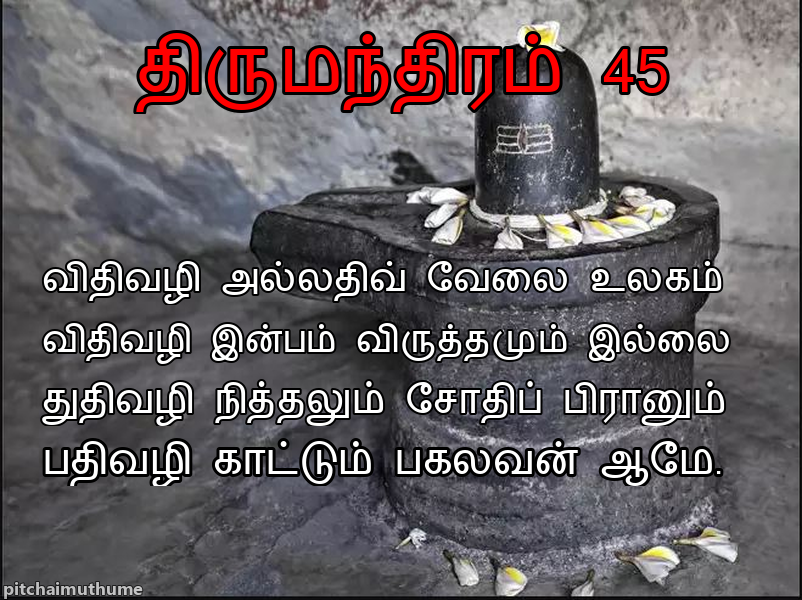 திருமந்திரம் 45
விதிவழி அல்லதிவ் வேலை உலகம்
விதிவழி இன்பம் விருத்தமும் இல்லை
துதிவழி நித்தலும் சோதிப் பிரானும்
பதிவழி காட்டும் பகலவன் ஆமே.
pitchaimuthume